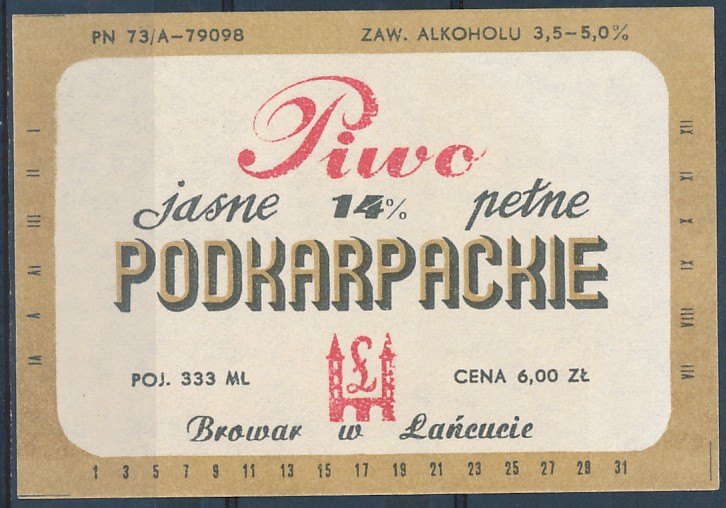 PN 73/A-79098 ZAW. ALKOHOLU 3,5-5,0%
Piwo
jasne 14% pełne
PODKARPACKIE
Ł
POJ. 333 ML CENA 6,00 ZŁ
Browar w Łańcucie
I II III IV V VI
VII VIII IX X XI XII
1 3 5 7 9 11 13 15 17 19 21 23 25 27 29 31